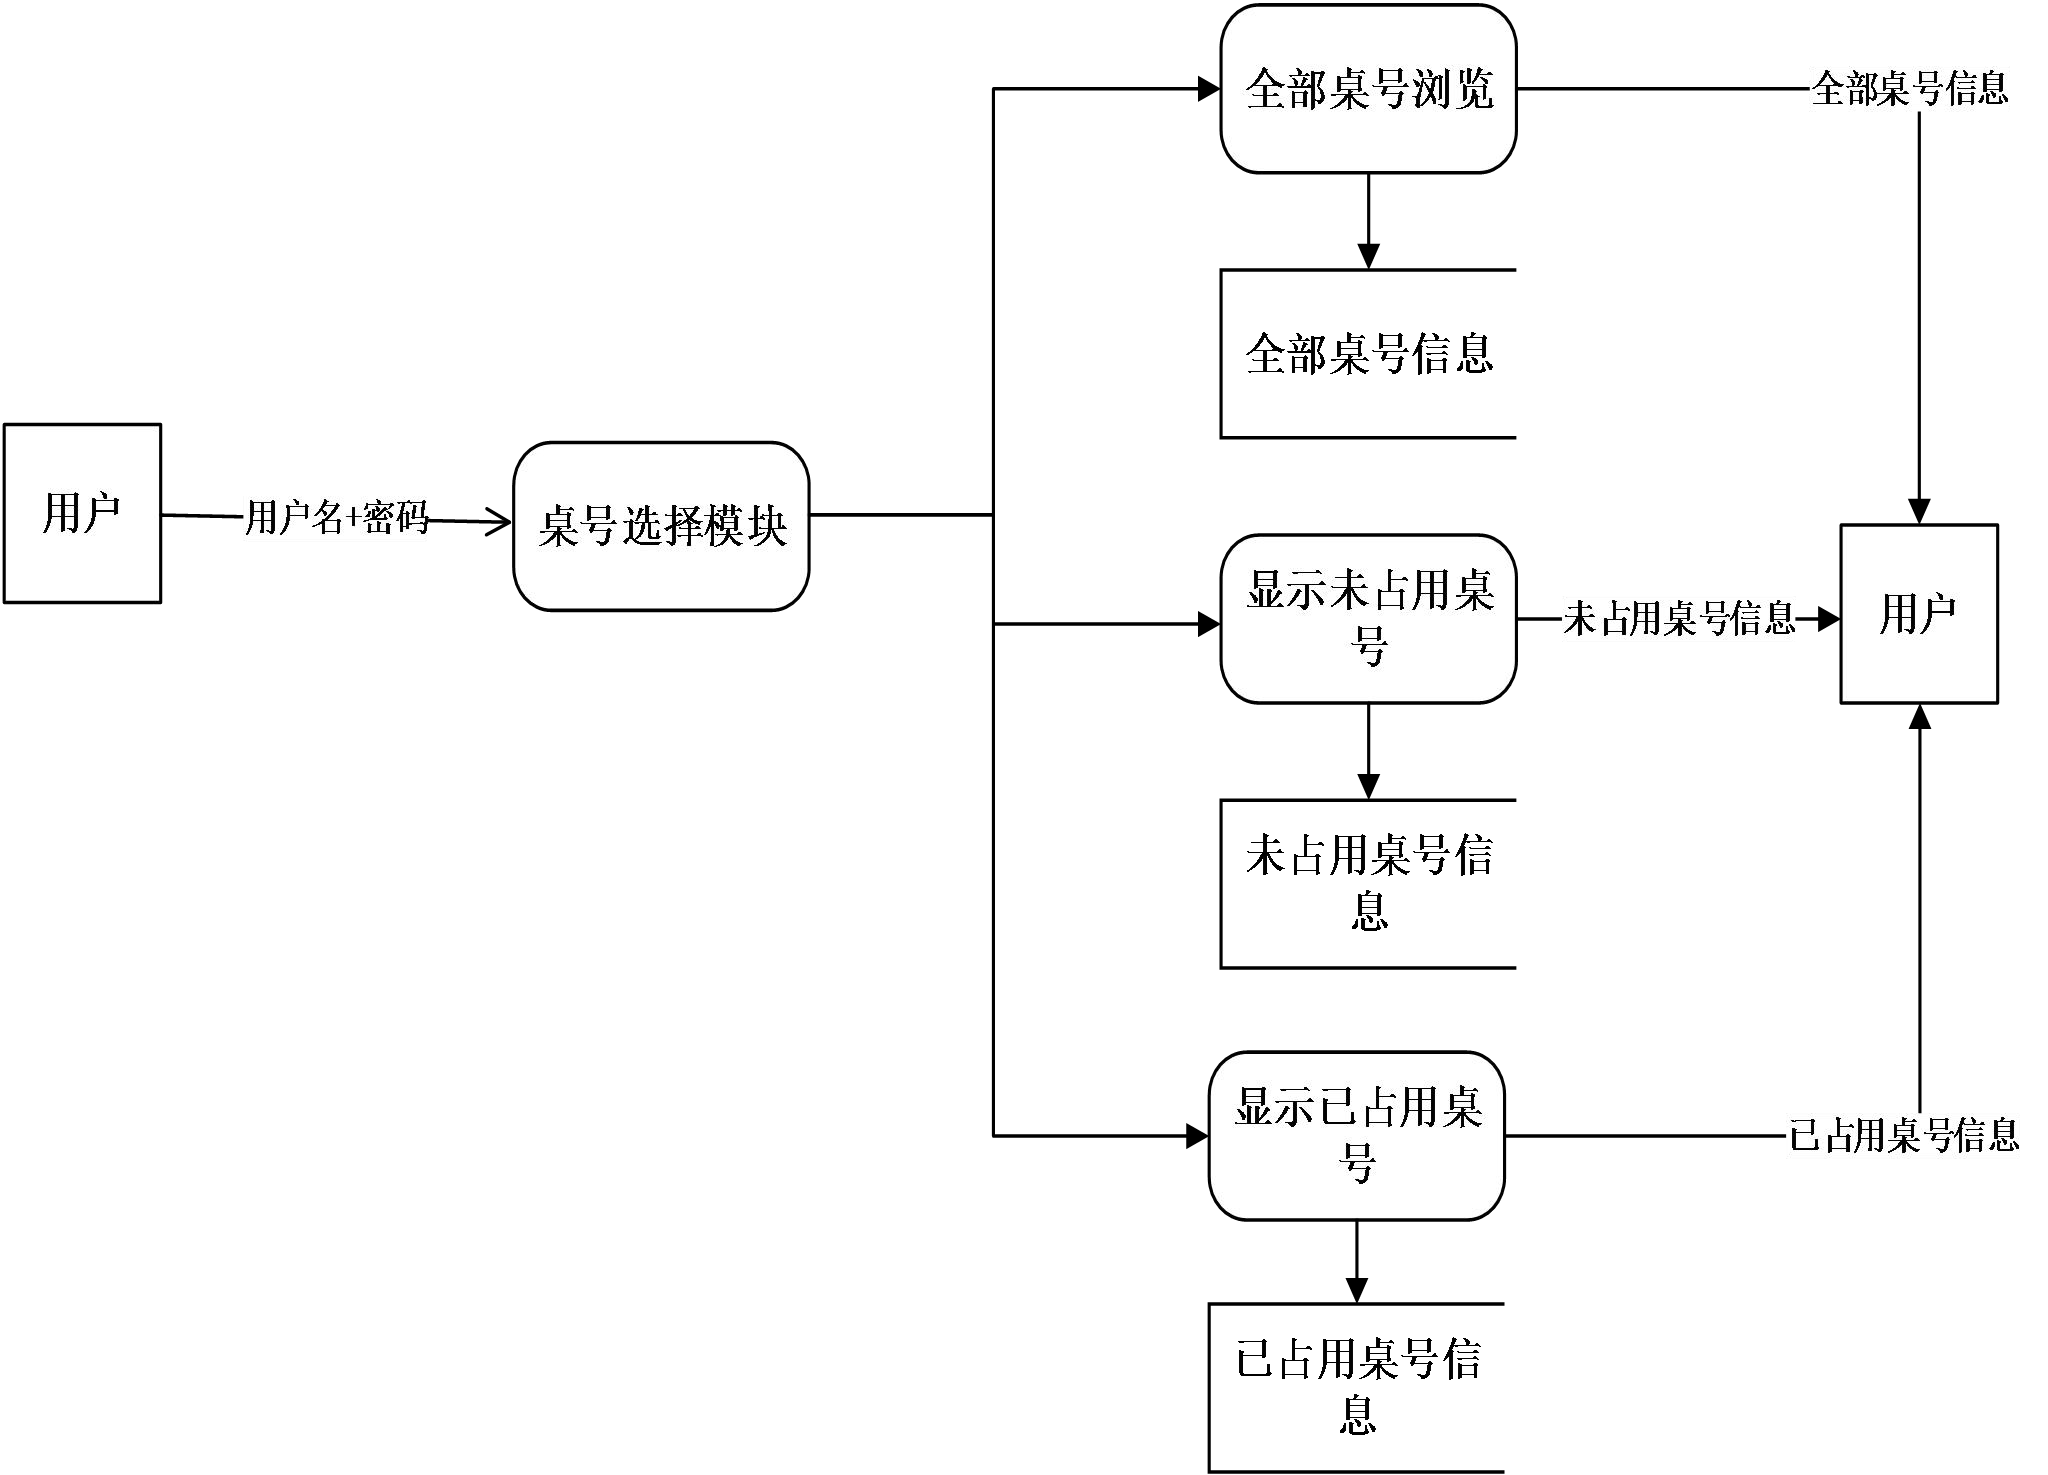 全部桌号浏览
全部桌号信息
全部桌号信息
用户
用户名+密码
桌号选择模块
显示未占用桌
号
未占用桌号信息
用户
未占用桌号信
息
显示已占用桌
号
已占用桌号信息
已占用桌号信
息